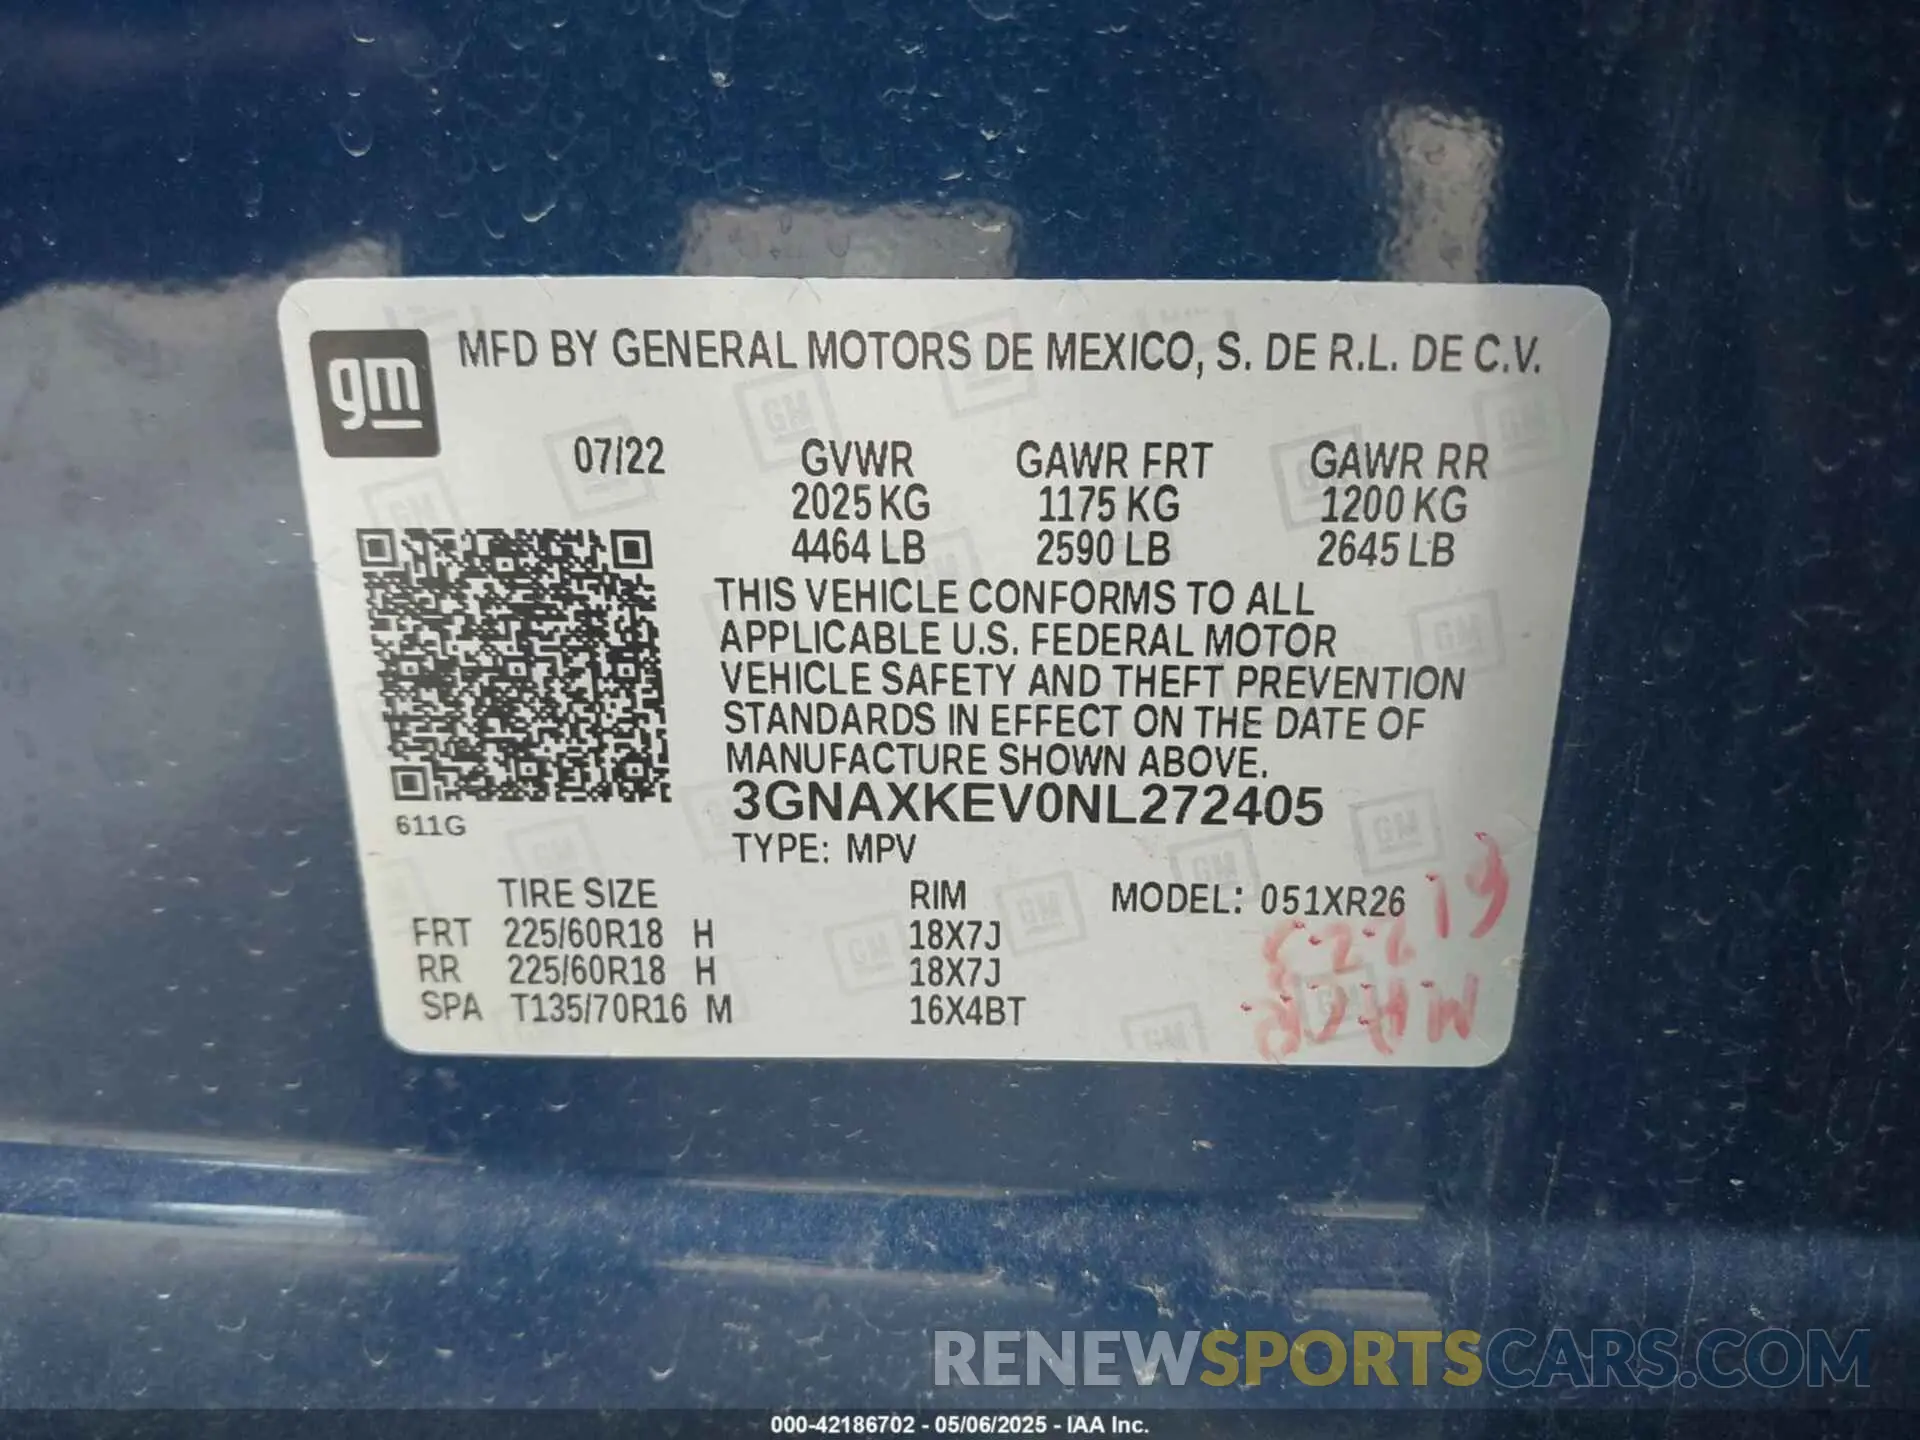 gm
MFD BY GENERAL MOTORS DE MEXICO, S. DE R.L. DE C.V.
07/22 GVWR GAWR FRT GAWR RR
2025 KG 1175 KG 1200 KG
4464 LB 2590 LB 2645 LB
THIS VEHICLE CONFORMS TO ALL
APPLICABLE U.S. FEDERAL MOTOR
VEHICLE SAFETY AND THEFT PREVENTION
STANDARDS IN EFFECT ON THE DATE OF
MANUFACTURE SHOWN ABOVE.
3GNAXKEV0NL272405
611G
TYPE: MPV
TIRE SIZE RIM MODEL: 051XR26
FRT 225/60R18 H 18X7J
RR 225/60R18 H 18X7J
SPA T135/70R16 M 16X4BT
RENEWSPORTSCARS.COM
000-42186702 - 05/06/2025 - IAA Inc.